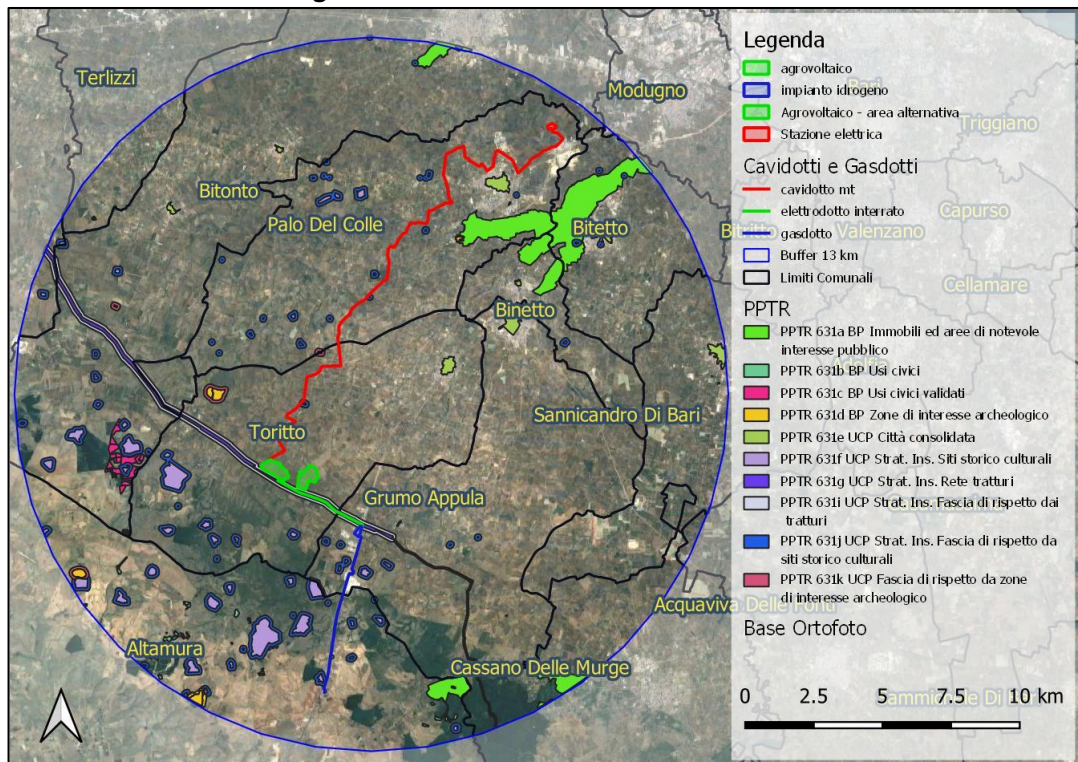 Terlizzi
Modugno
Bitonto
Palo Del Colle
Bitetto
Binetto
Toritto
Sannicandro Di Bari
Grumo Appula
Acquaviva Delle Fonti
Altamura
Cassano Delle Murge
Bari
Triggiano
Capurso
Bitritto
Valenzano
Cellamare
Legenda
agrovoltaico
impianto idrogeno
Agrovoltaico - area alternativa
Stazione elettrica
Cavidotti e Gasdotti
cavidotto mt
elettrodotto interrato
gasdotto
Buffer 13 km
Limiti Comunali
PPTR
PPTR 631a BP Immobili ed aree di notevole
interesse pubblico
PPTR 631b BP Usi civici
PPTR 631c BP Usi civici validati
PPTR 631d BP Zone di interesse archeologico
PPTR 631e UCP Città consolidata
PPTR 631f UCP Strat. Ins. Siti storico culturali
PPTR 631g UCP Strat. Ins. Rete tratturi
PPTR 631i UCP Strat. Ins. Fascia di rispetto dai
tratturi
PPTR 631j UCP Strat. Ins. Fascia di rispetto da
siti storico culturali
PPTR 631k UCP Fascia di rispetto da zone
di interesse archeologico
Base Ortofoto
0 2.5 5 7.5 10 km